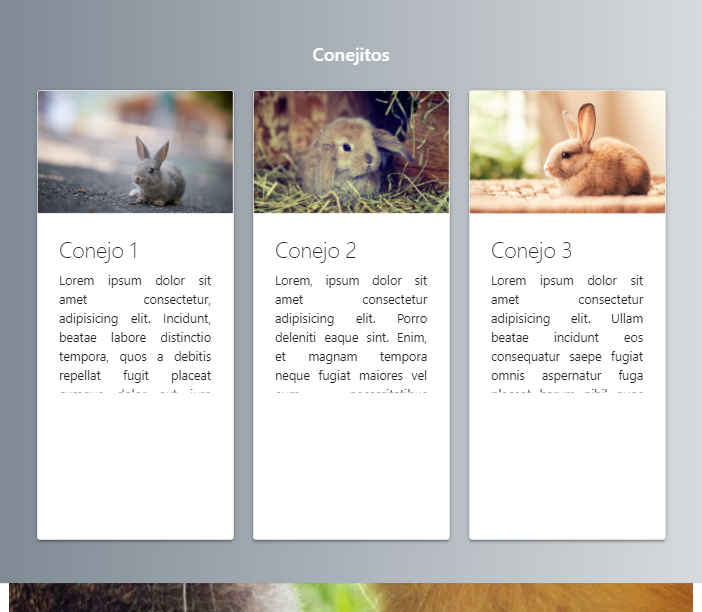 Conejitos
Conejo 1
Lorem ipsum dolor sit
amet consectetur,
adipisicing elit. Incidunt,
beatae labore distinctio
tempora, quos a debitis
repellat fugit placeat
Conejo 2
Lorem, ipsum dolor sit
amet consectetur
adipisicing elit. Porro
deleniti eaque sint. Enim,
et magnam tempora
neque fugiat maiores vel
Conejo 3
Lorem ipsum dolor sit
amet consectetur
adipisicing elit. Ullam
beatae incidunt eos
consequatur saepe fugiat
omnis aspernatur fuga